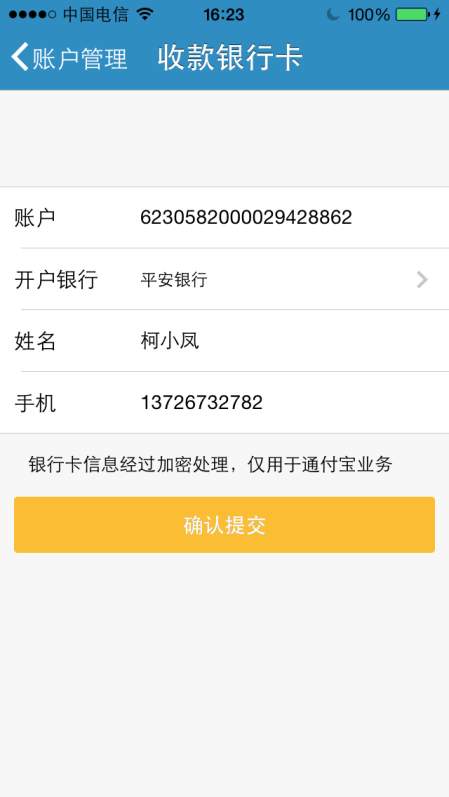 中国电信 16:23 100%
账户管理 收款银行卡
账户 6230582000029428862
开户银行 平安银行
姓名 柯小凤
手机 13726732782
银行卡信息经过加密处理，仅用于通付宝业务
确认提交